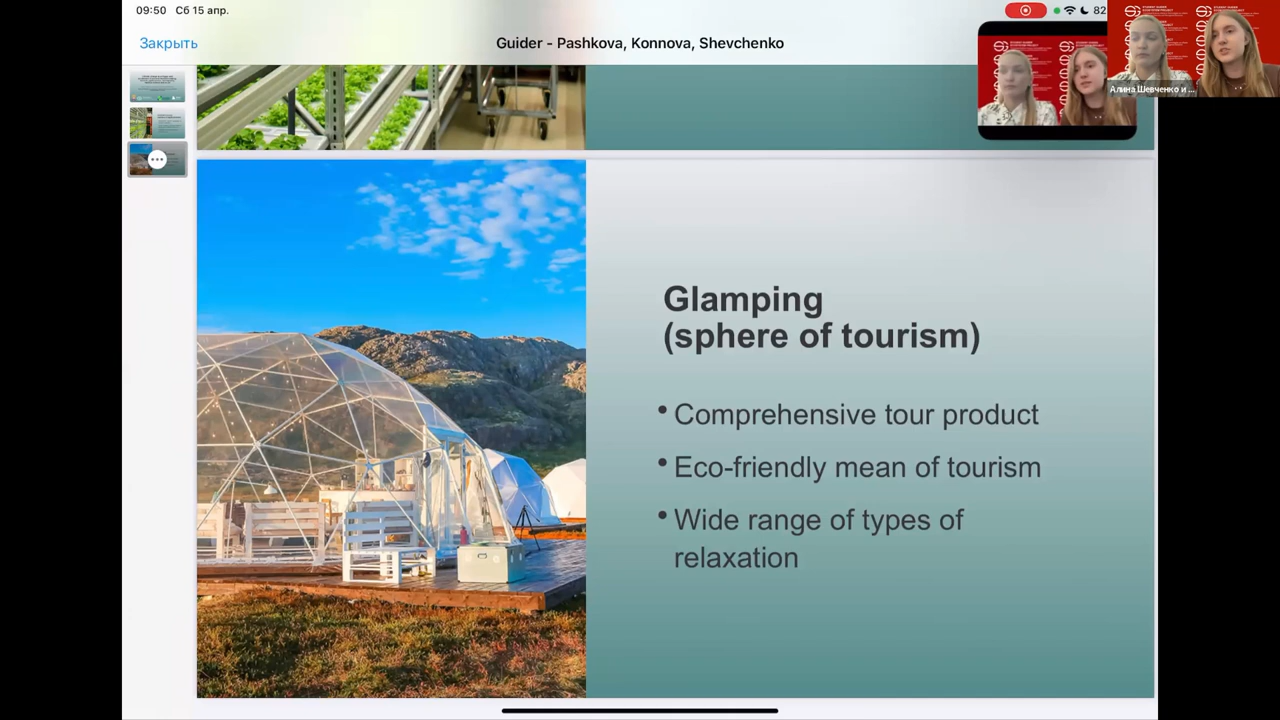 09:50 Сб 15 апр.
82
Закрыть
Guider - Pashkova, Konnova, Shevchenko
Алина Шевченко и ...
Glamping
(sphere of tourism)
• Comprehensive tour product
• Eco-friendly mean of tourism
• Wide range of types of
relaxation